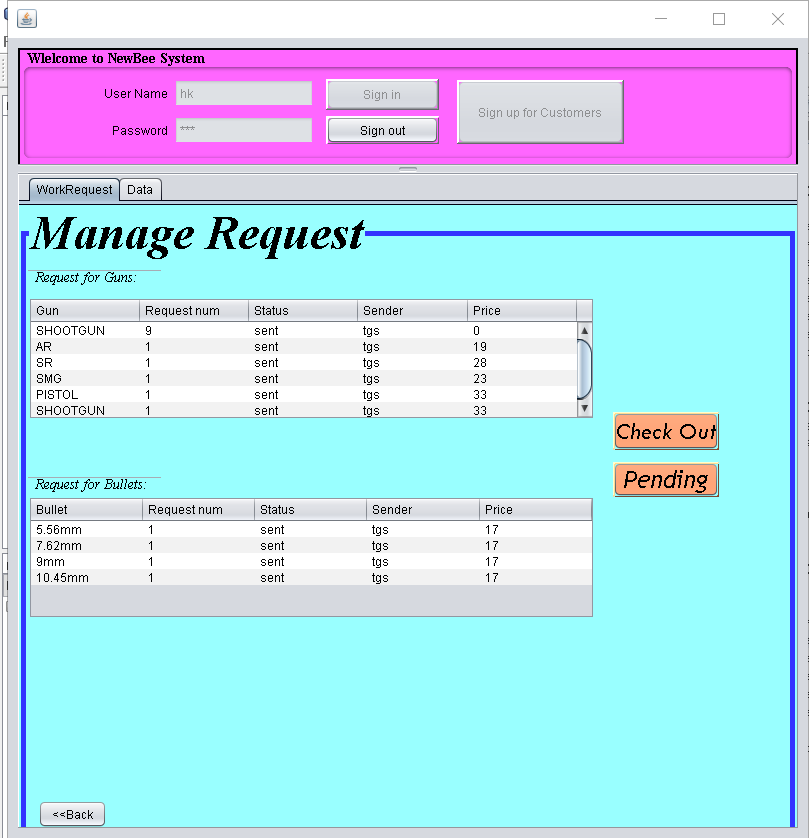 Wlelcome to NewBee System
User Name hk Sign in Sign up for Customers
Password *** Sign out
WorkRequest Data
Manage Request
Request for Guns:
Gun Request num Status Sender Price
SHOOTGUN 9 sent tgs 0
AR 1 sent tgs 19
SR 1 sent tgs 28
SMG 1 sent tgs 23
PISTOL 1 sent tgs 33
SHOOTGUN 1 sent tgs 33
Check Out
Pending
Request for Bullets:
Bullet Request num Status Sender Price
5.56mm 1 sent tgs 17
7.62mm 1 sent tgs 17
9mm 1 sent tgs 17
10.45mm 1 sent tgs 17
<<Back